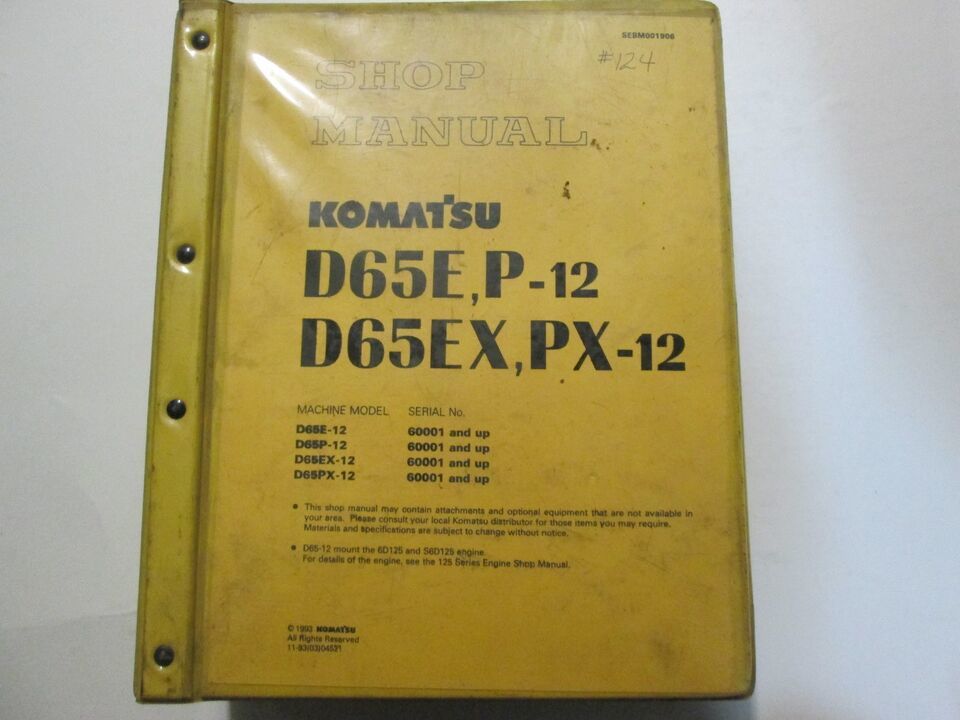 SEBM001906
#124
SHOP
MANUAL
KOMATSU
D65E, P-12
D65EX, PX-12
MACHINE MODEL SERIAL No.
D65E-12 60001 and up
D65P-12 60001 and up
D65EX-12 60001 and up
D65PX-12 60001 and up
• This shop manual may contain attachments and optional equipment that are not available in
your area. Please consult your local Komatsu distributor for those items you may require.
Materials and specifications are subject to change without notice.
• D65-12 mount the 6D125 and S6D125 engine.
For details of the engine, see the 125 Series Engine Shop Manual.
© 1993 KOMATSU
All Rights Reserved
11-93(03)04521